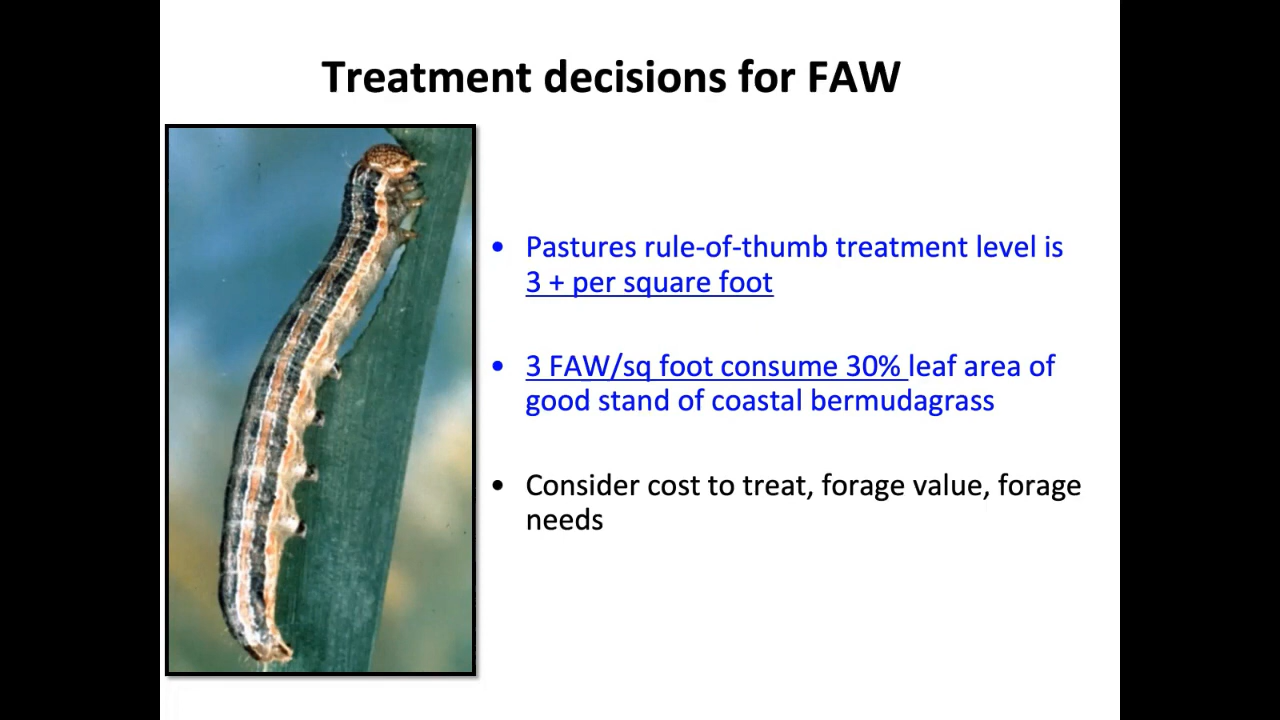 Treatment decisions for FAW
• Pastures rule-of-thumb treatment level is
3 + per square foot
• 3 FAW/sq foot consume 30% leaf area of
good stand of coastal bermudagrass
• Consider cost to treat, forage value, forage
needs